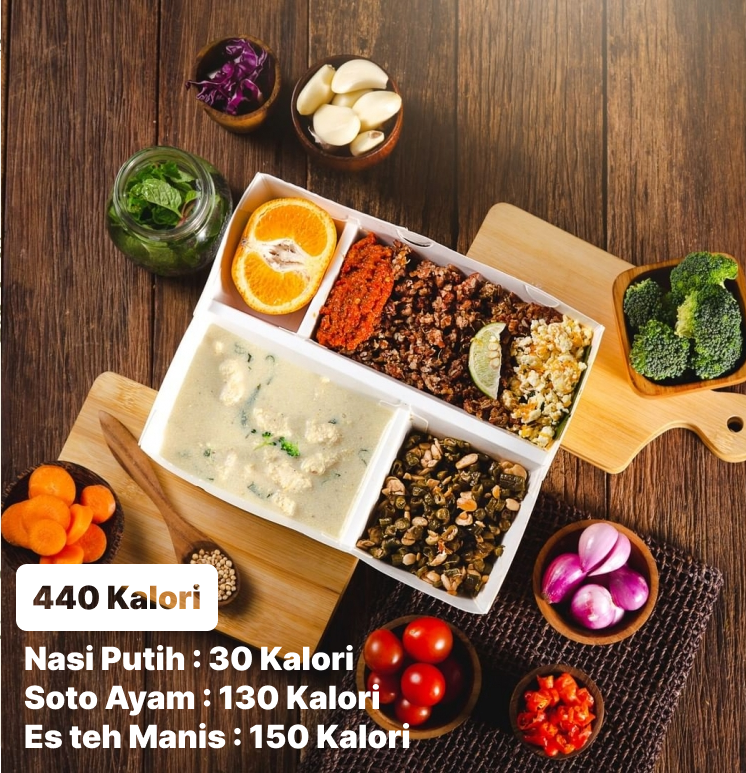 440 Kalori
Nasi Putih : 30 Kalori
Soto Ayam : 130 Kalori
Es teh Manis : 150 Kalori